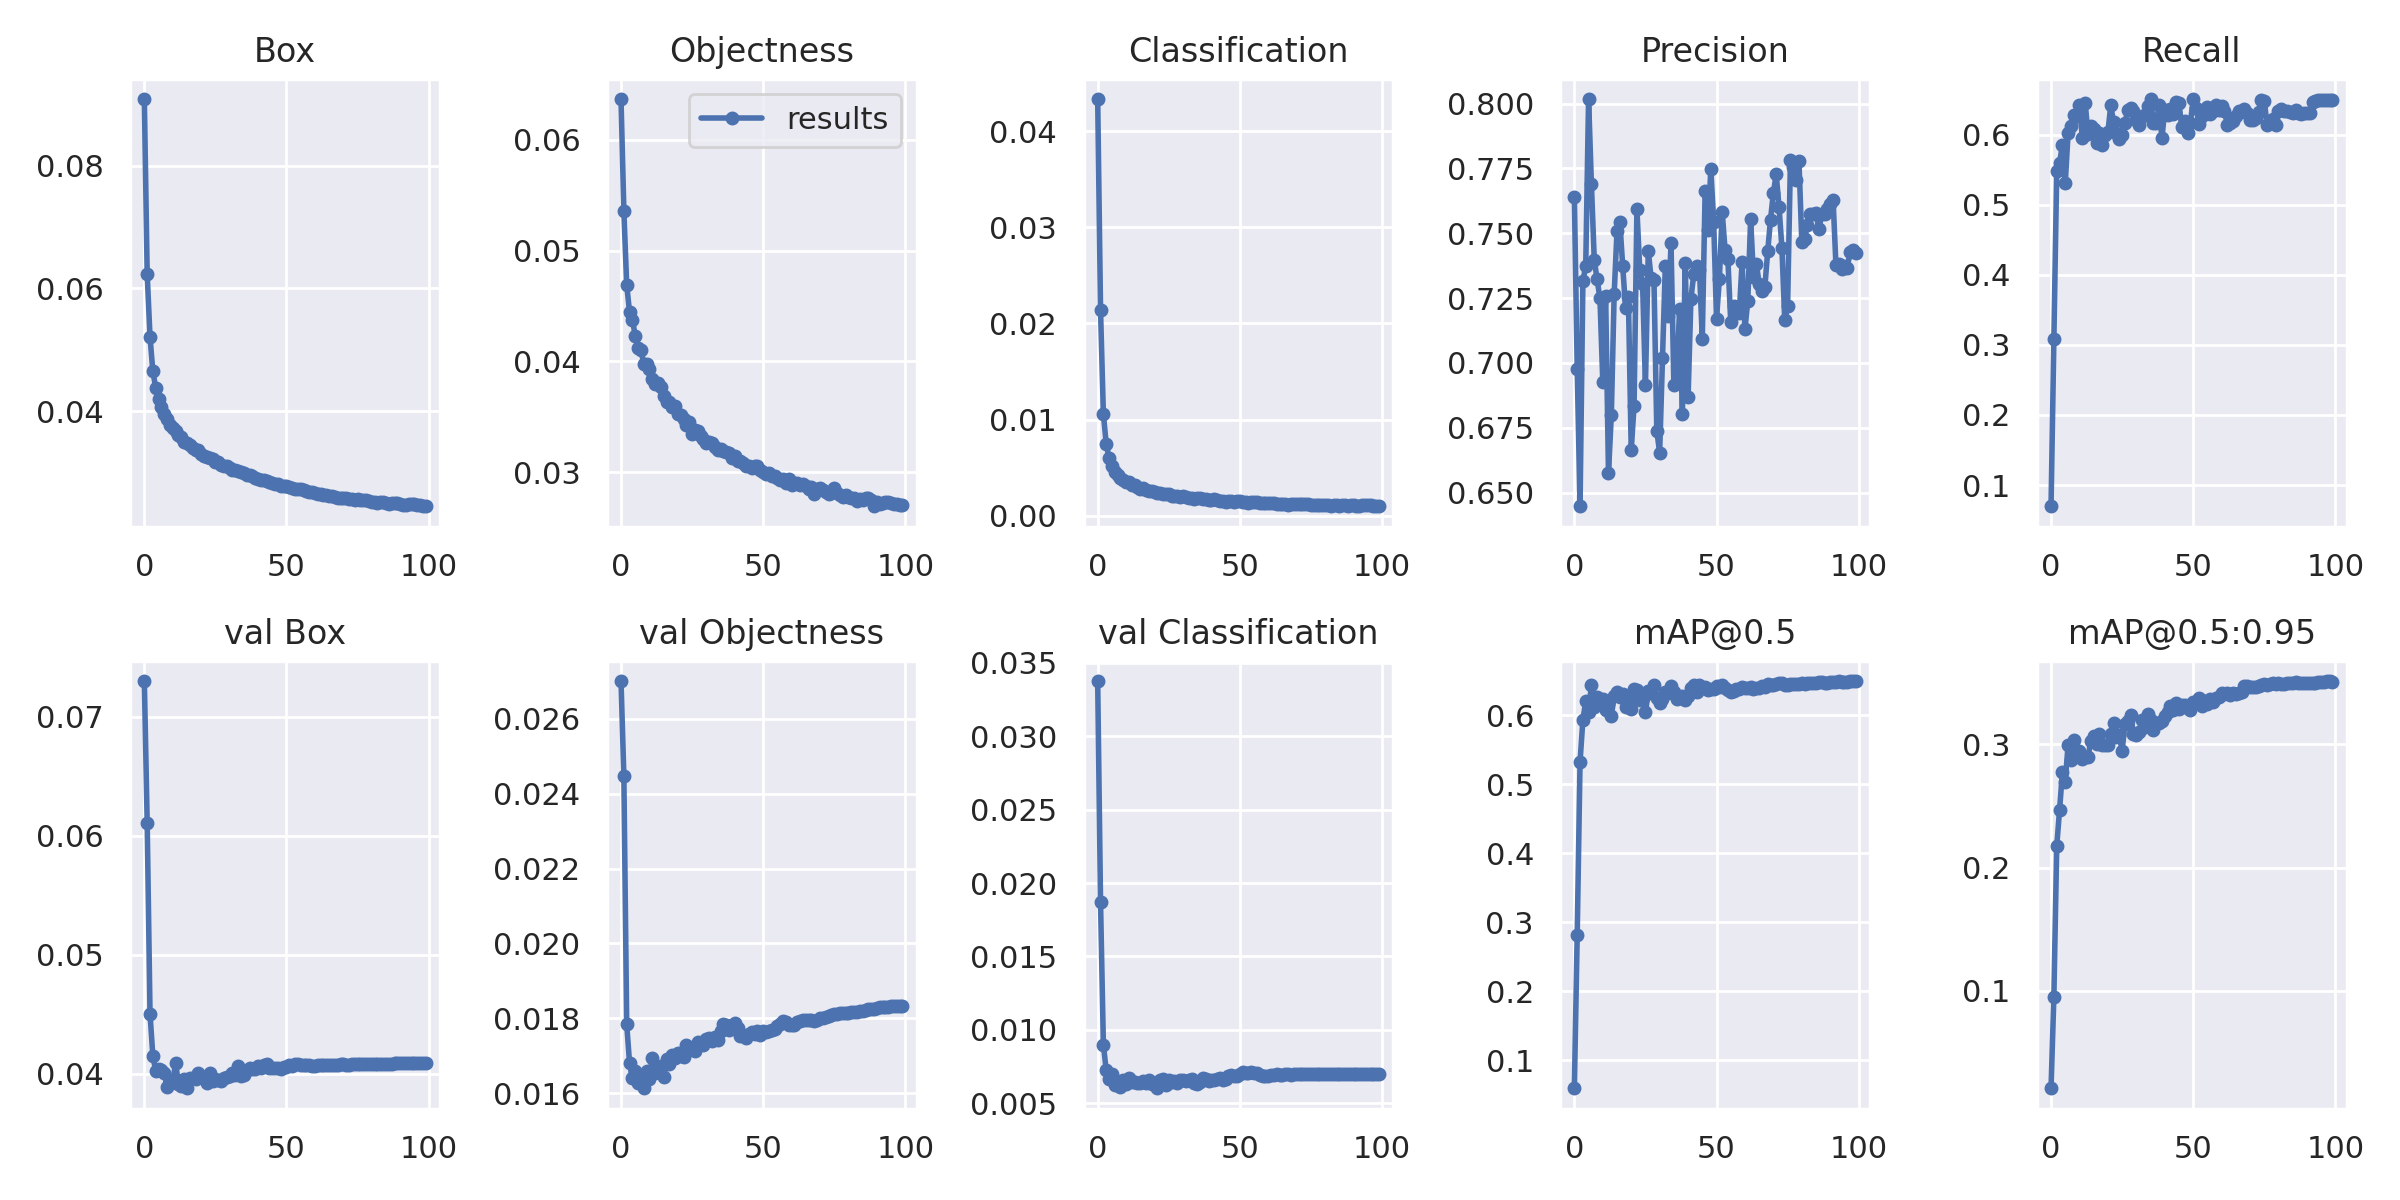 Box
Objectness
Classification
Precision
Recall
0.08
0.06
0.04
0 50 100
results
0.06
0.05
0.04
0.03
0 50 100
0.04
0.03
0.02
0.01
0.00
0 50 100
0.800
0.775
0.750
0.725
0.700
0.675
0.650
0 50 100
0.6
0.5
0.4
0.3
0.2
0.1
0 50 100
val Box
val Objectness
val Classification
mAP@0.5
mAP@0.5:0.95
0.07
0.06
0.05
0.04
0 50 100
0.026
0.024
0.022
0.020
0.018
0.016
0 50 100
0.035
0.030
0.025
0.020
0.015
0.010
0.005
0 50 100
0.6
0.5
0.4
0.3
0.2
0.1
0 50 100
0.3
0.2
0.1
0 50 100